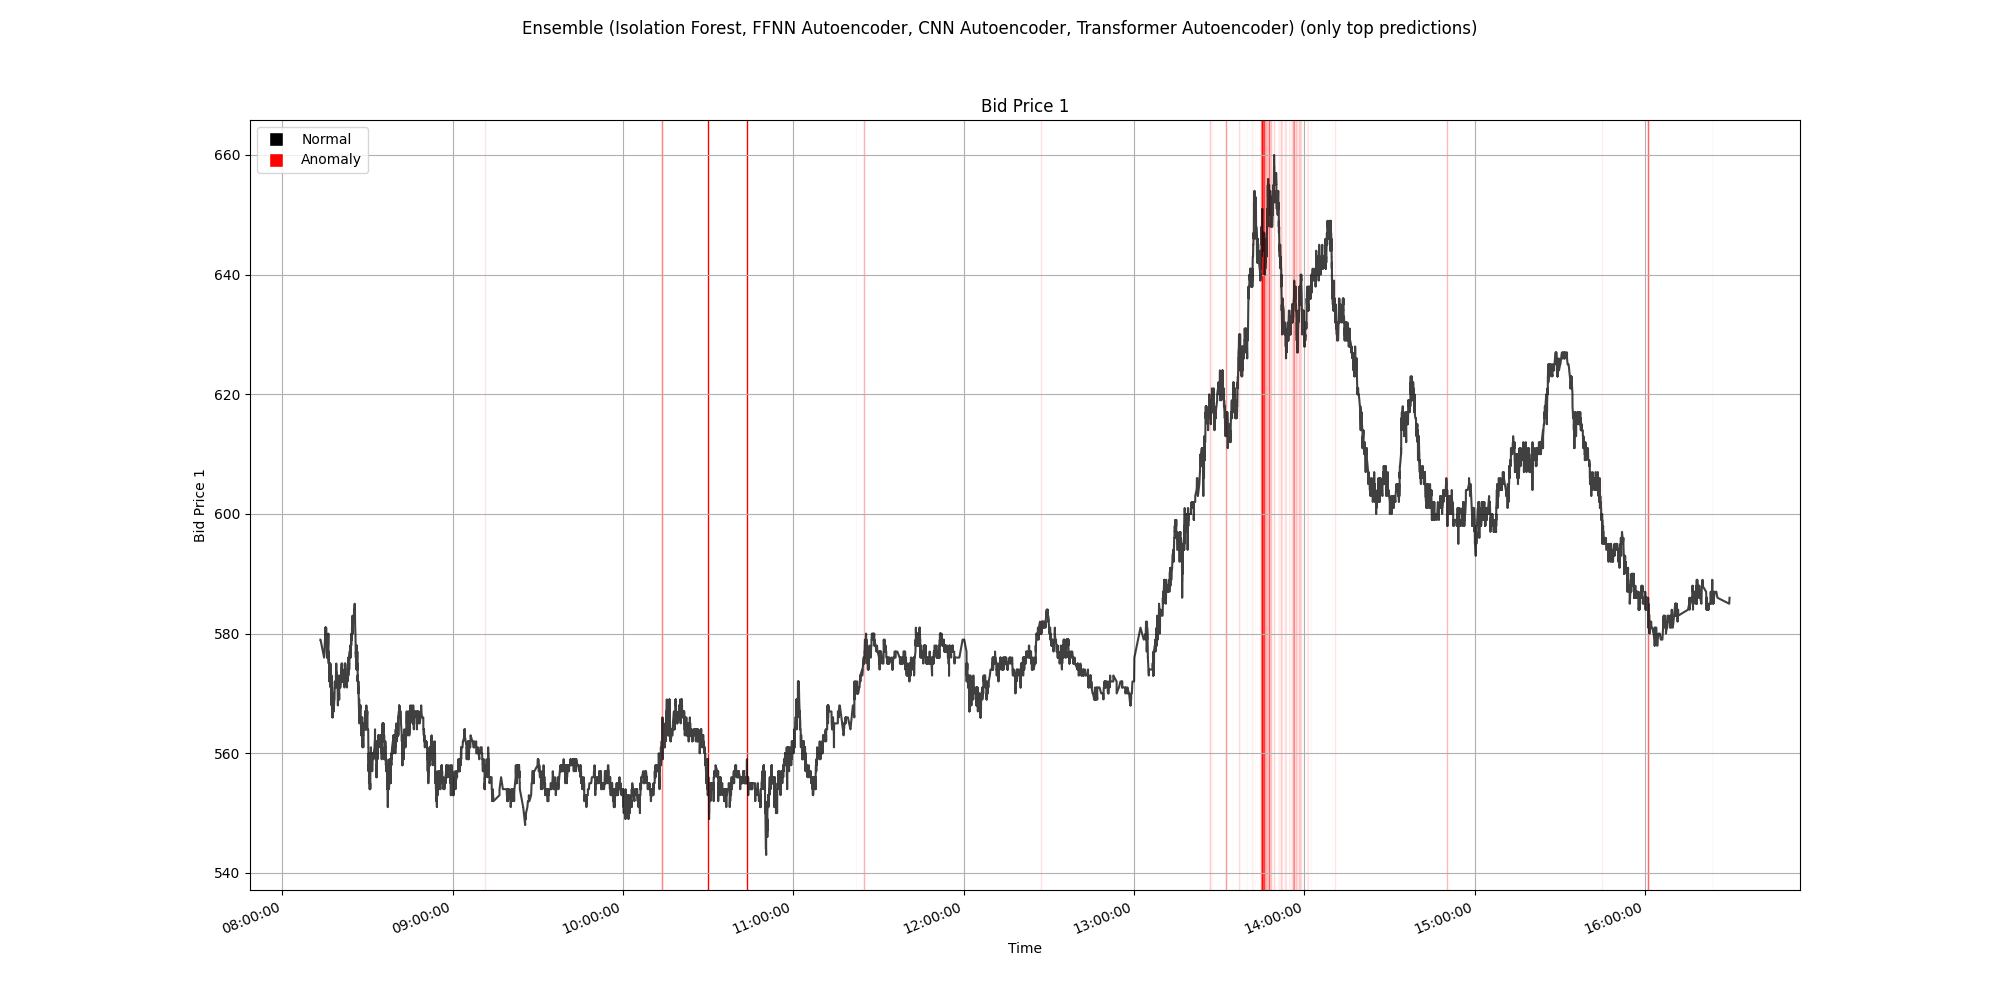 Ensemble (Isolation Forest, FFNN Autoencoder, CNN Autoencoder, Transformer Autoencoder) (only top predictions)
Bid Price 1
Normal
Anomaly
660
640
620
600
580
560
540
Bid Price 1
08:00:00
09:00:00
10:00:00
11:00:00
12:00:00
13:00:00
14:00:00
15:00:00
16:00:00
Time